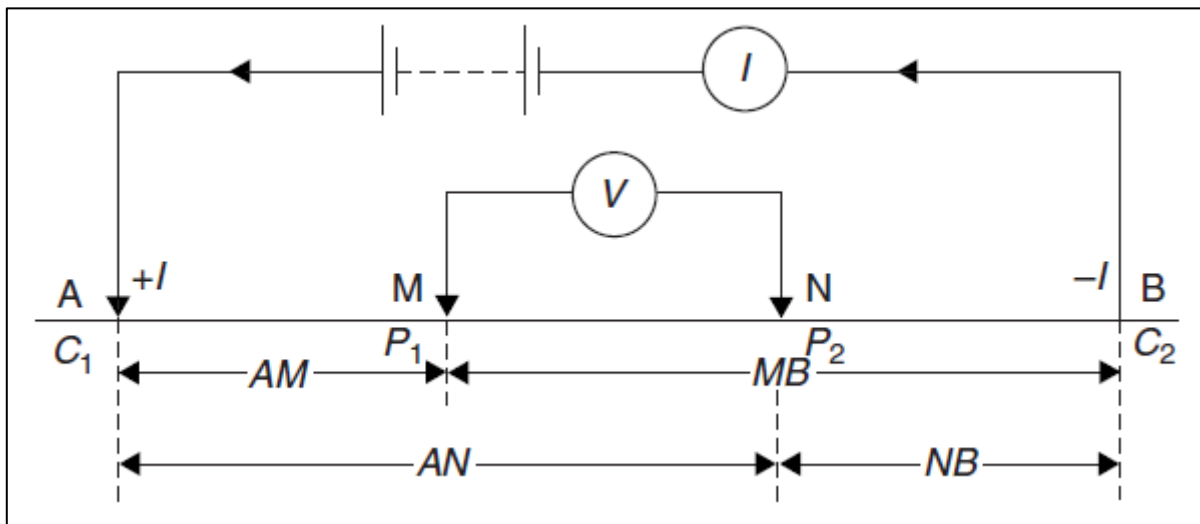 I
V
A +I M N –I B
C₁ P₁ P₂ C₂
AM MB
AN NB